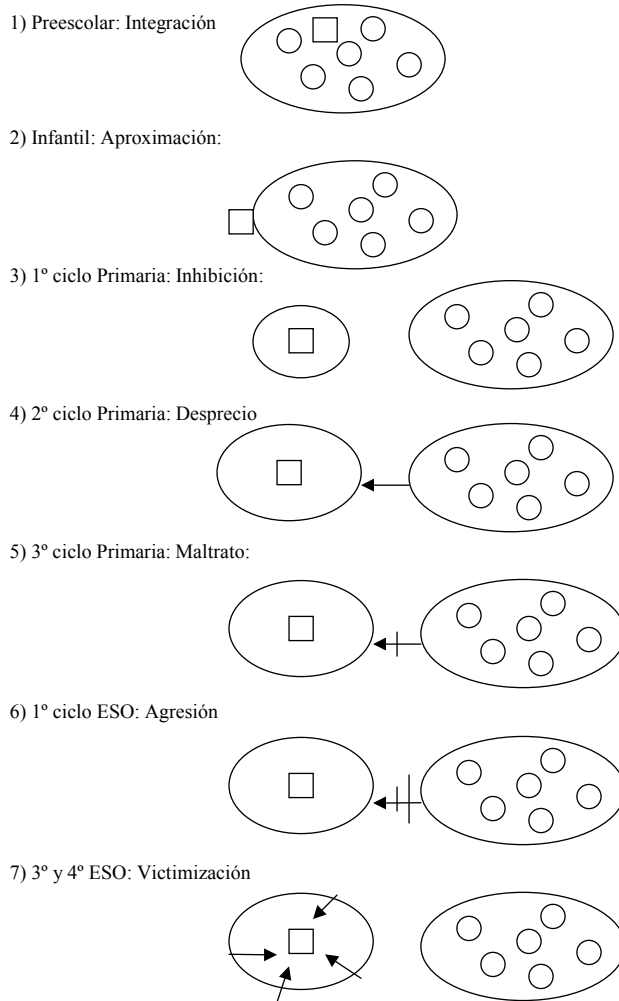 1) Preescolar: Integración
2) Infantil: Aproximación:
3) 1º ciclo Primaria: Inhibición:
4) 2º ciclo Primaria: Desprecio
5) 3º ciclo Primaria: Maltrato:
6) 1º ciclo ESO: Agresión
7) 3º y 4º ESO: Victimización